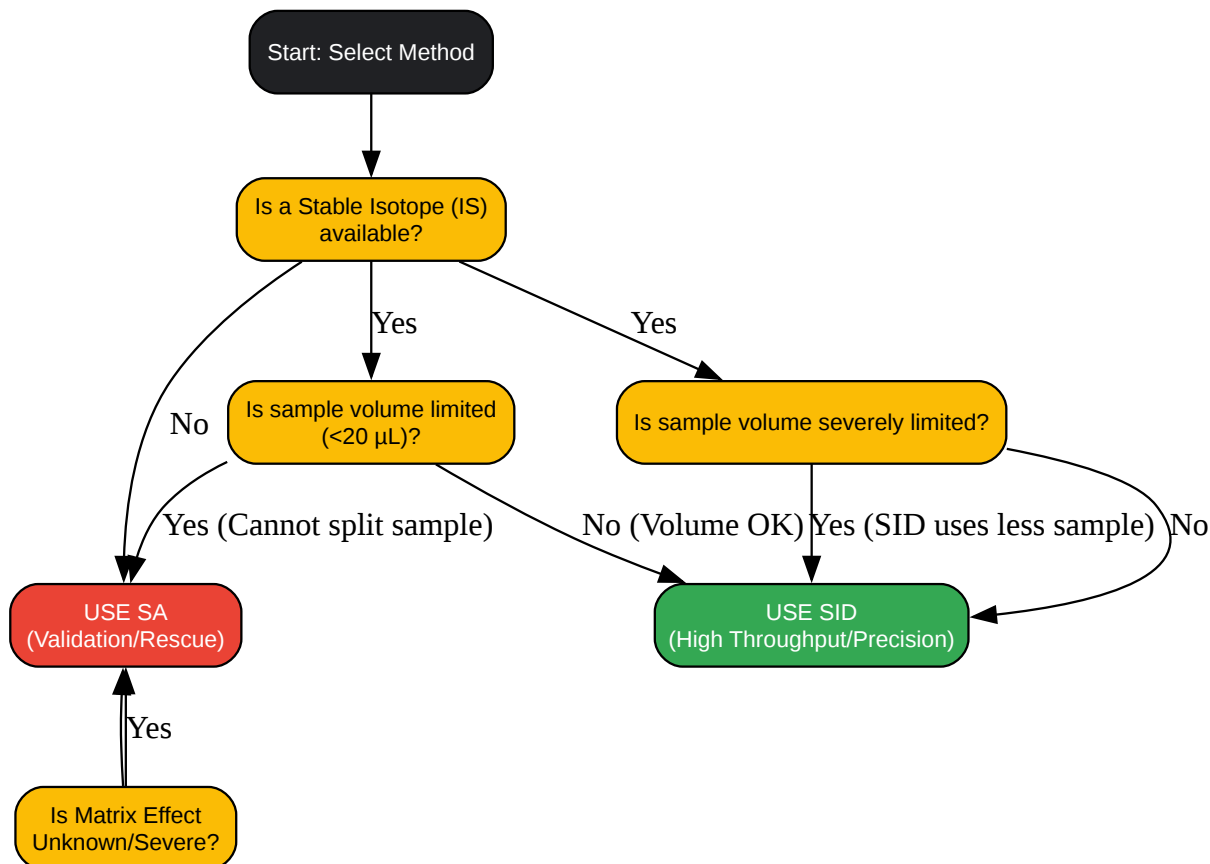 Start: Select Method
Is a Stable Isotope (IS)
available?
Yes
Yes
No
Is sample volume limited
(<20 µL)?
Is sample volume severely limited?
Yes (Cannot split sample)
No (Volume OK)
Yes (SID uses less sample)
No
USE SA
(Validation/Rescue)
USE SID
(High Throughput/Precision)
Yes
Is Matrix Effect
Unknown/Severe?